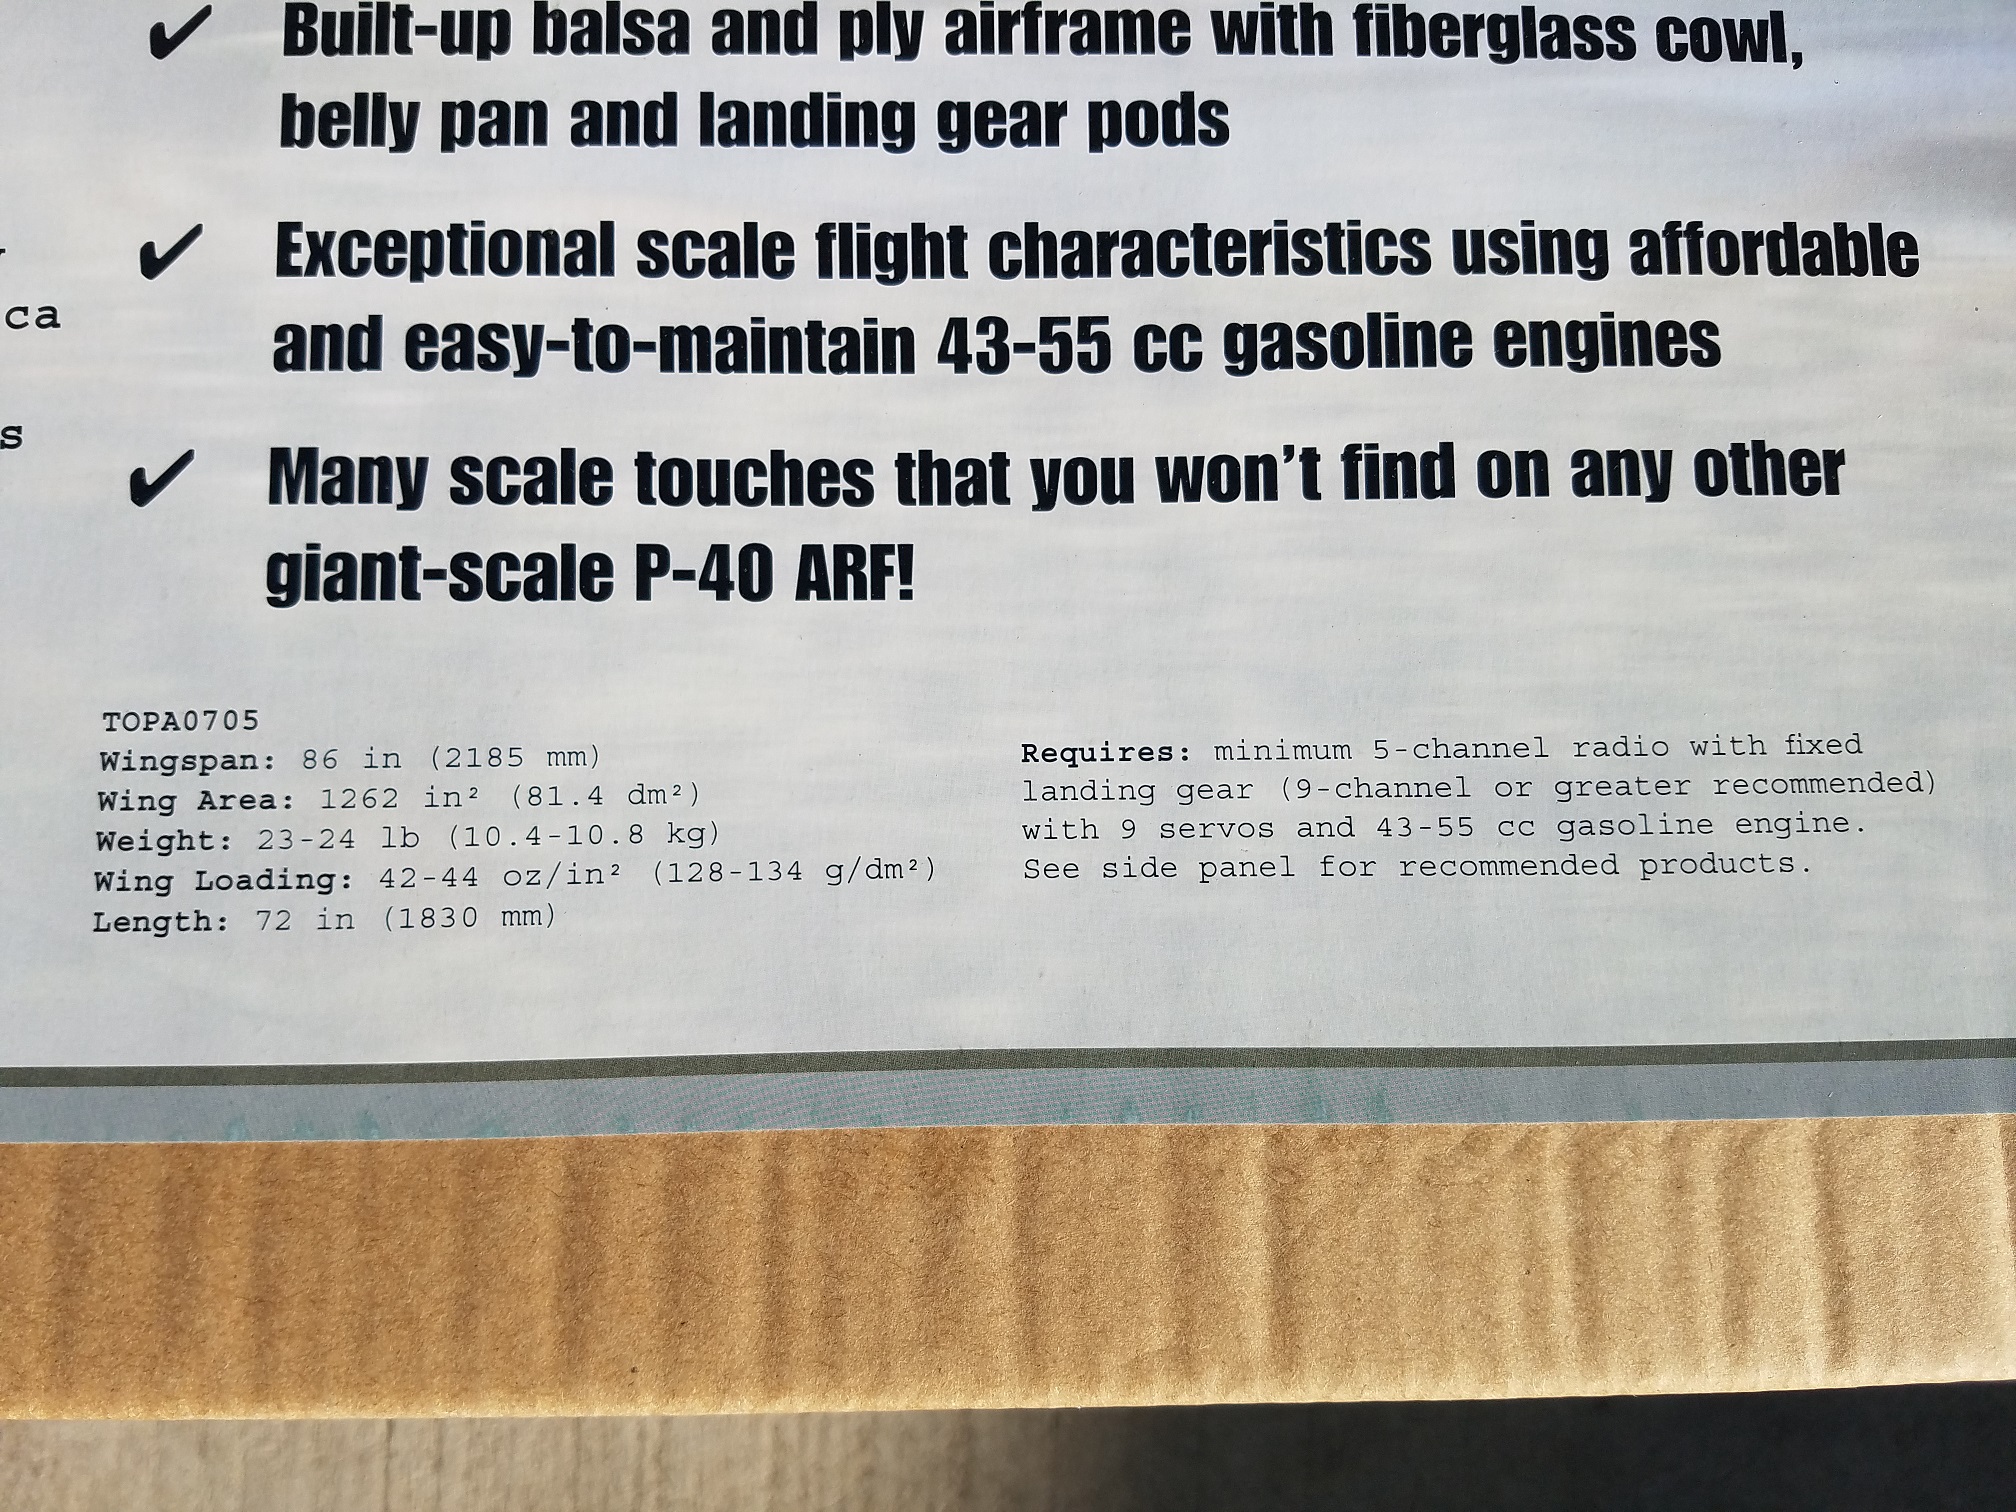 ✓ Built-up balsa and ply airframe with fiberglass cowl,
belly pan and landing gear pods
✓ Exceptional scale flight characteristics using affordable
and easy-to-maintain 43-55 cc gasoline engines
✓ Many scale touches that you won't find on any other
giant-scale P-40 ARF!
ca
s
TOPA0705
Wingspan: 86 in (2185 mm)
Wing Area: 1262 in² (81.4 dm²)
Weight: 23-24 lb (10.4-10.8 kg)
Wing Loading: 42-44 oz/in² (128-134 g/dm²)
Length: 72 in (1830 mm)
Requires: minimum 5-channel radio with fixed
landing gear (9-channel or greater recommended)
with 9 servos and 43-55 cc gasoline engine.
See side panel for recommended products.